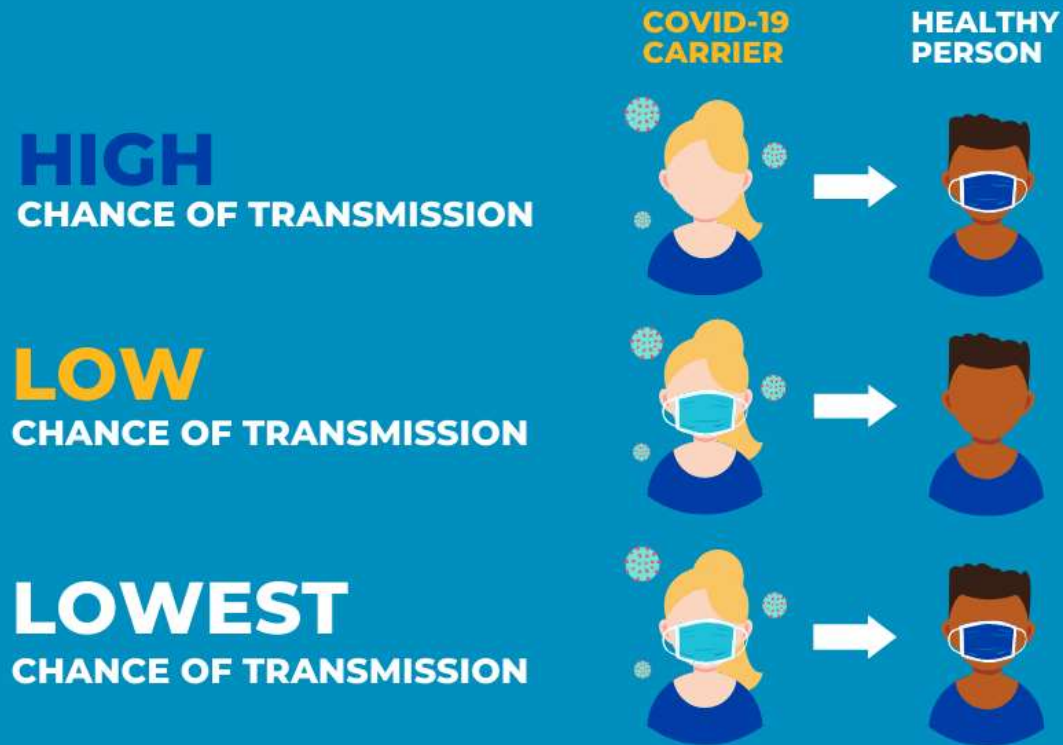 COVID-19
CARRIER
HEALTHY
PERSON
HIGH
CHANCE OF TRANSMISSION
LOW
CHANCE OF TRANSMISSION
LOWEST
CHANCE OF TRANSMISSION